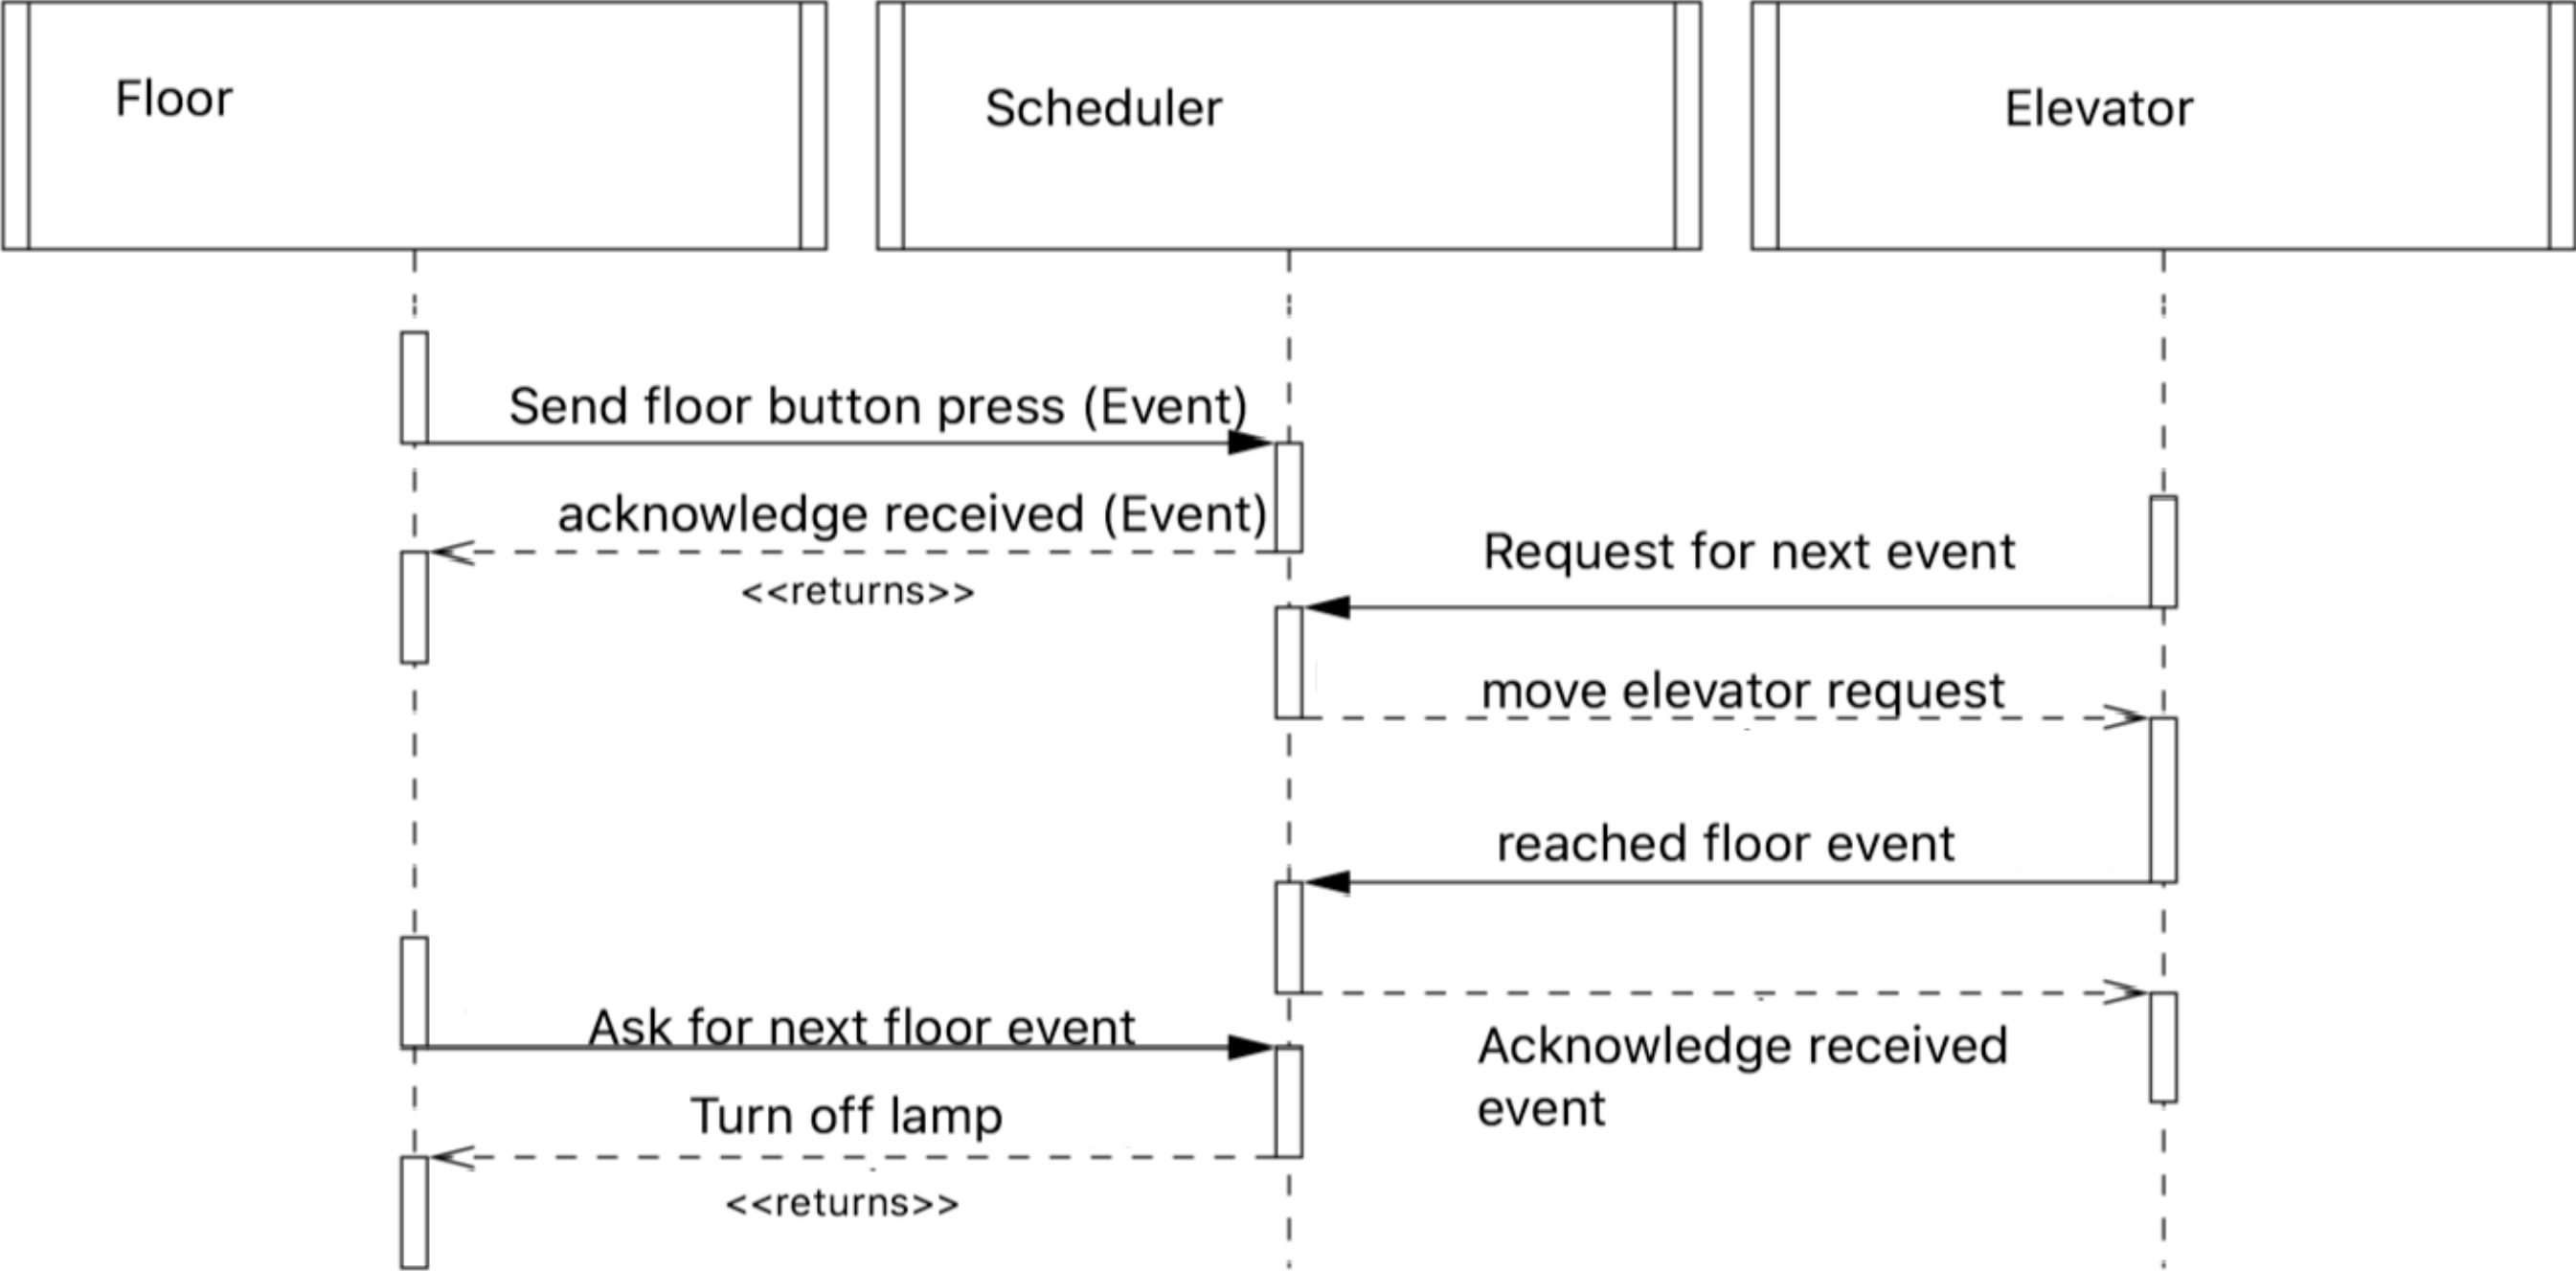 Floor
Scheduler
Elevator
Send floor button press (Event)
acknowledge received (Event)
<<returns>>
Request for next event
move elevator request
reached floor event
Ask for next floor event
Acknowledge received
event
Turn off lamp
<<returns>>